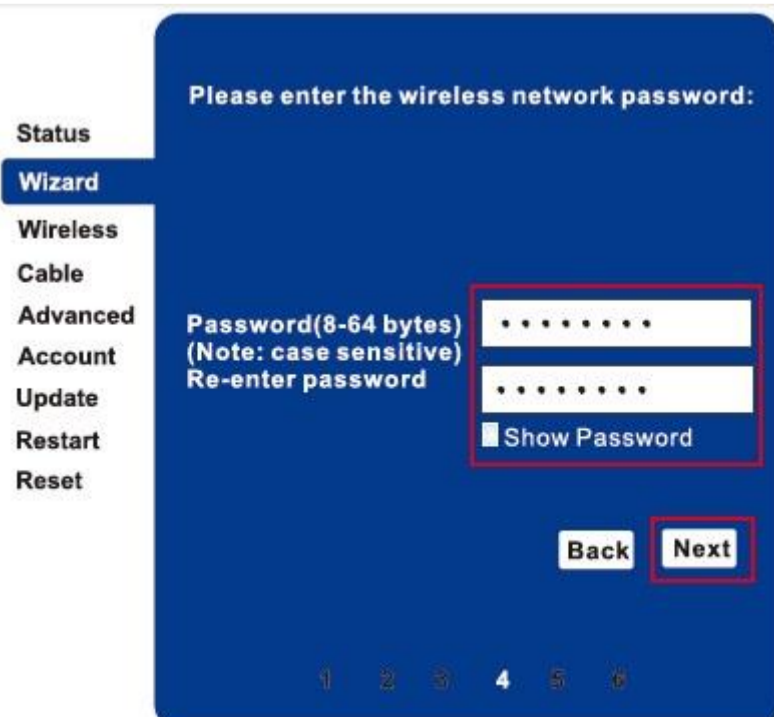 Please enter the wireless network password:
Status
Wizard
Wireless
Cable
Advanced
Account
Update
Restart
Reset
Password(8-64 bytes)
(Note: case sensitive)
Re-enter password
Show Password
Back Next
1 2 3 4 5 6